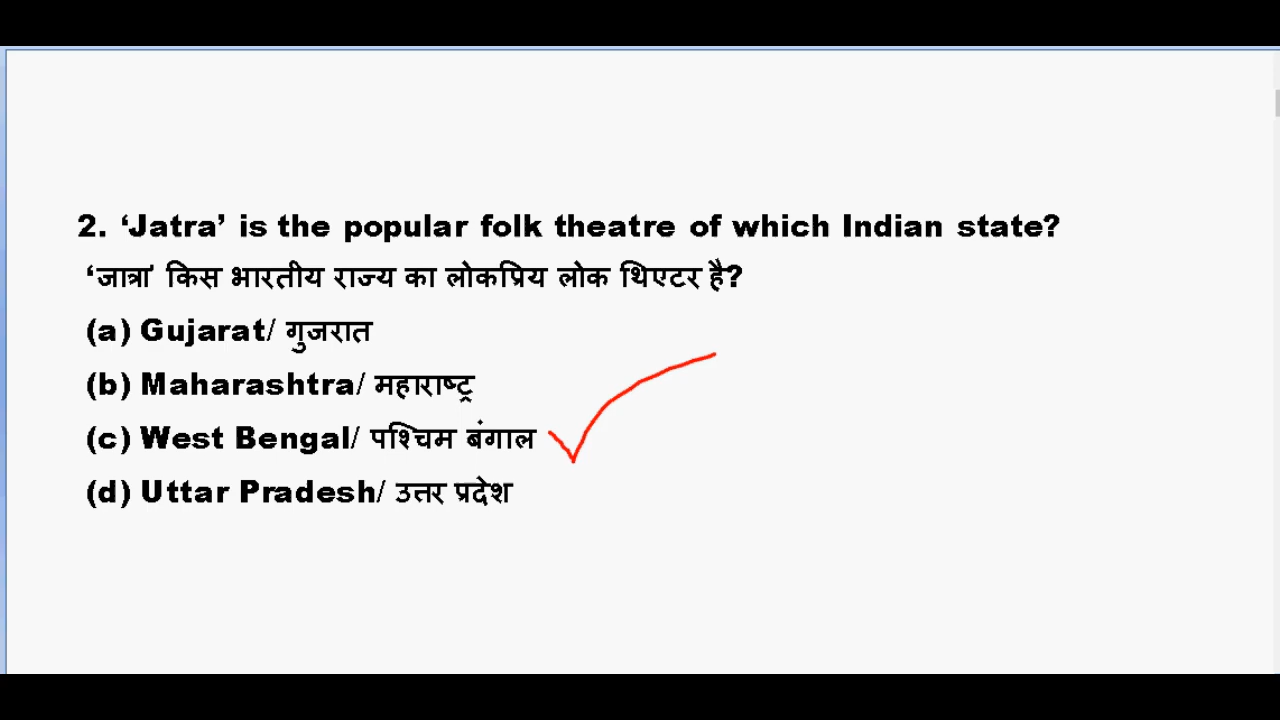 2. ‘Jatra’ is the popular folk theatre of which Indian state?
‘जात्रा’ किस भारतीय राज्य का लोकप्रिय लोक थिएटर है?
(a) Gujarat/ गुजरात
(b) Maharashtra/ महाराष्ट्र
(c) West Bengal/ पश्चिम बंगाल
(d) Uttar Pradesh/ उत्तर प्रदेश